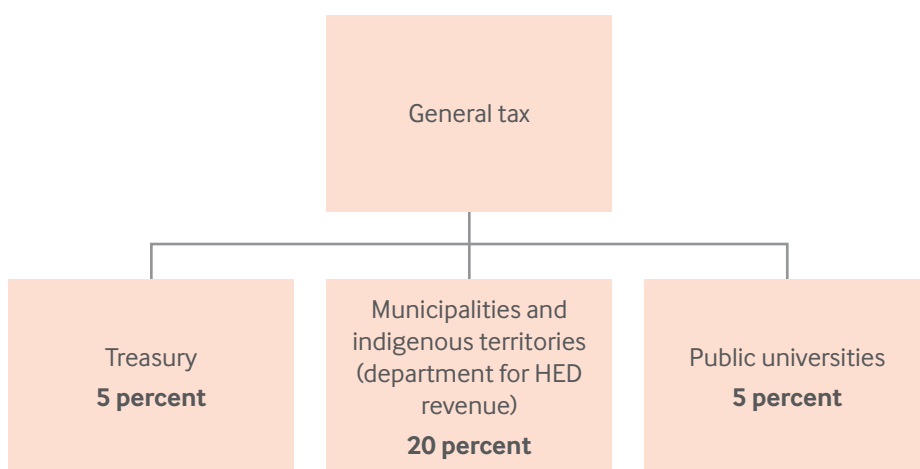 General tax
Treasury
5 percent
Municipalities and
indigenous territories
(department for HED
revenue)
20 percent
Public universities
5 percent